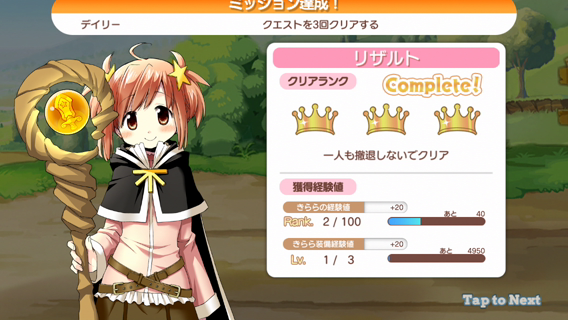 ミッション達成！
デイリー クエストを3回クリアする
リザルト
クリアランク Complete!
一人も撤退しないでクリア
獲得経験値
きららの経験値 +20
Rank. 2 / 100 あと 40
きらら装備経験値 +20
Lv. 1 / 3 あと 4950
Tap to Next